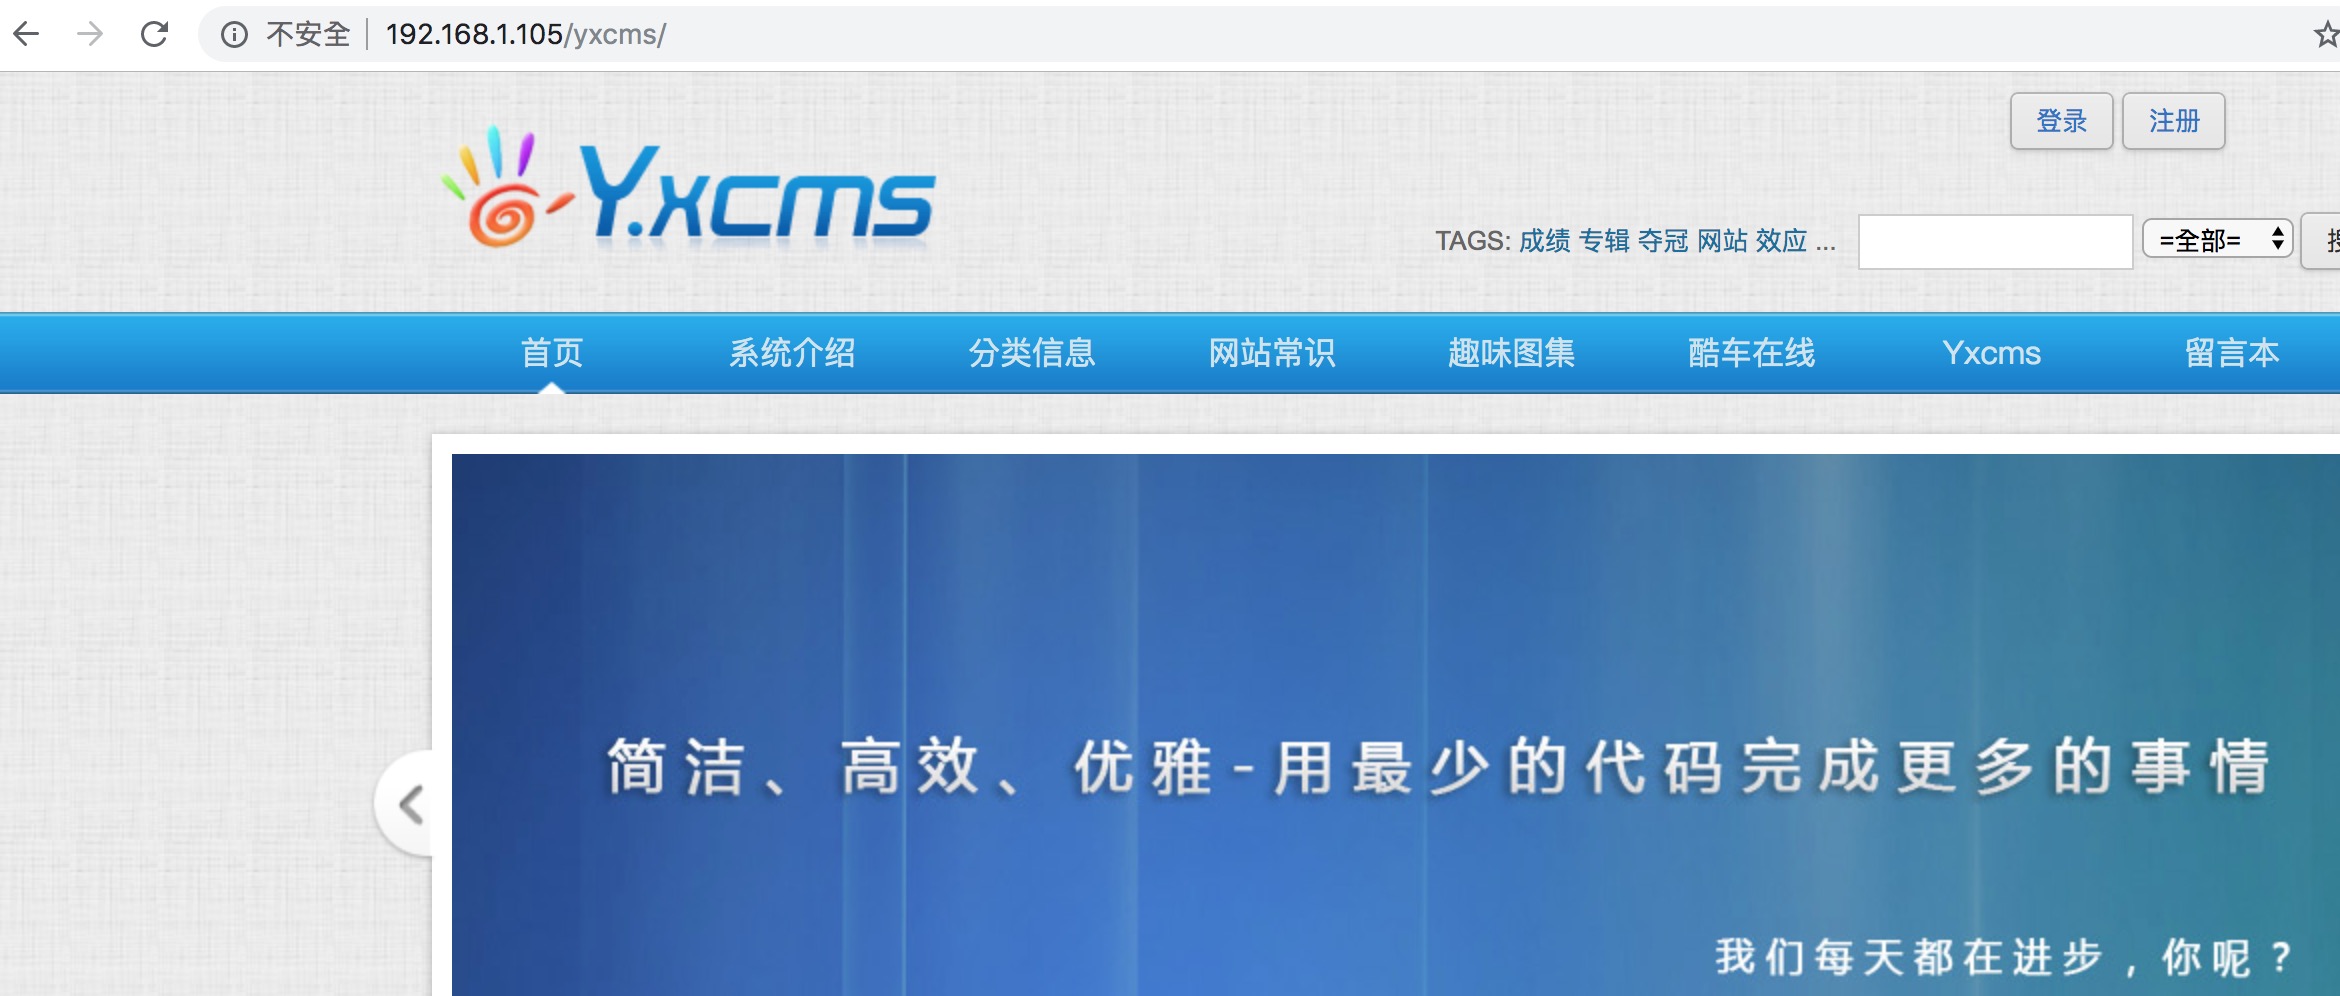 不安全 | 192.168.1.105/yxcms/
登录 注册
Y.xcms
TAGS: 成绩 专辑 夺冠 网站 效应 ... =全部=
首页 系统介绍 分类信息 网站常识 趣味图集 酷车在线 Yxcms 留言本
简洁、高效、优雅-用最少的代码完成更多的事情
我们每天都在进步，你呢？